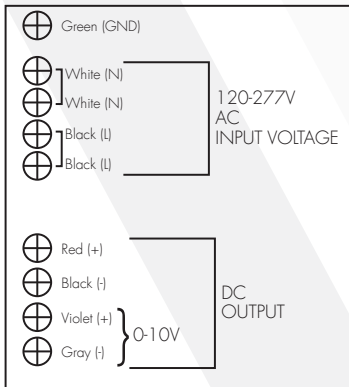 Green (GND)
White (N)
White (N)
Black (L)
Black (L)
120-277V
AC
INPUT VOLTAGE
Red (+)
Black (-)
Violet (+)
Gray (-)
0-10V
DC
OUTPUT